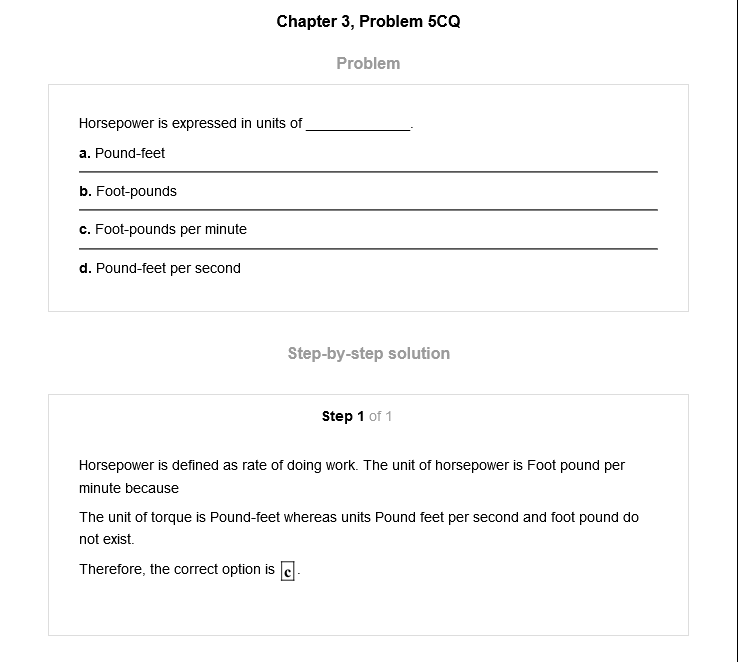 Chapter 3, Problem 5CQ
Problem
Horsepower is expressed in units of ______________.
a. Pound-feet
b. Foot-pounds
c. Foot-pounds per minute
d. Pound-feet per second
Step-by-step solution
Step 1 of 1
Horsepower is defined as rate of doing work. The unit of horsepower is Foot pound per
minute because
The unit of torque is Pound-feet whereas units Pound feet per second and foot pound do
not exist.
Therefore, the correct option is c.